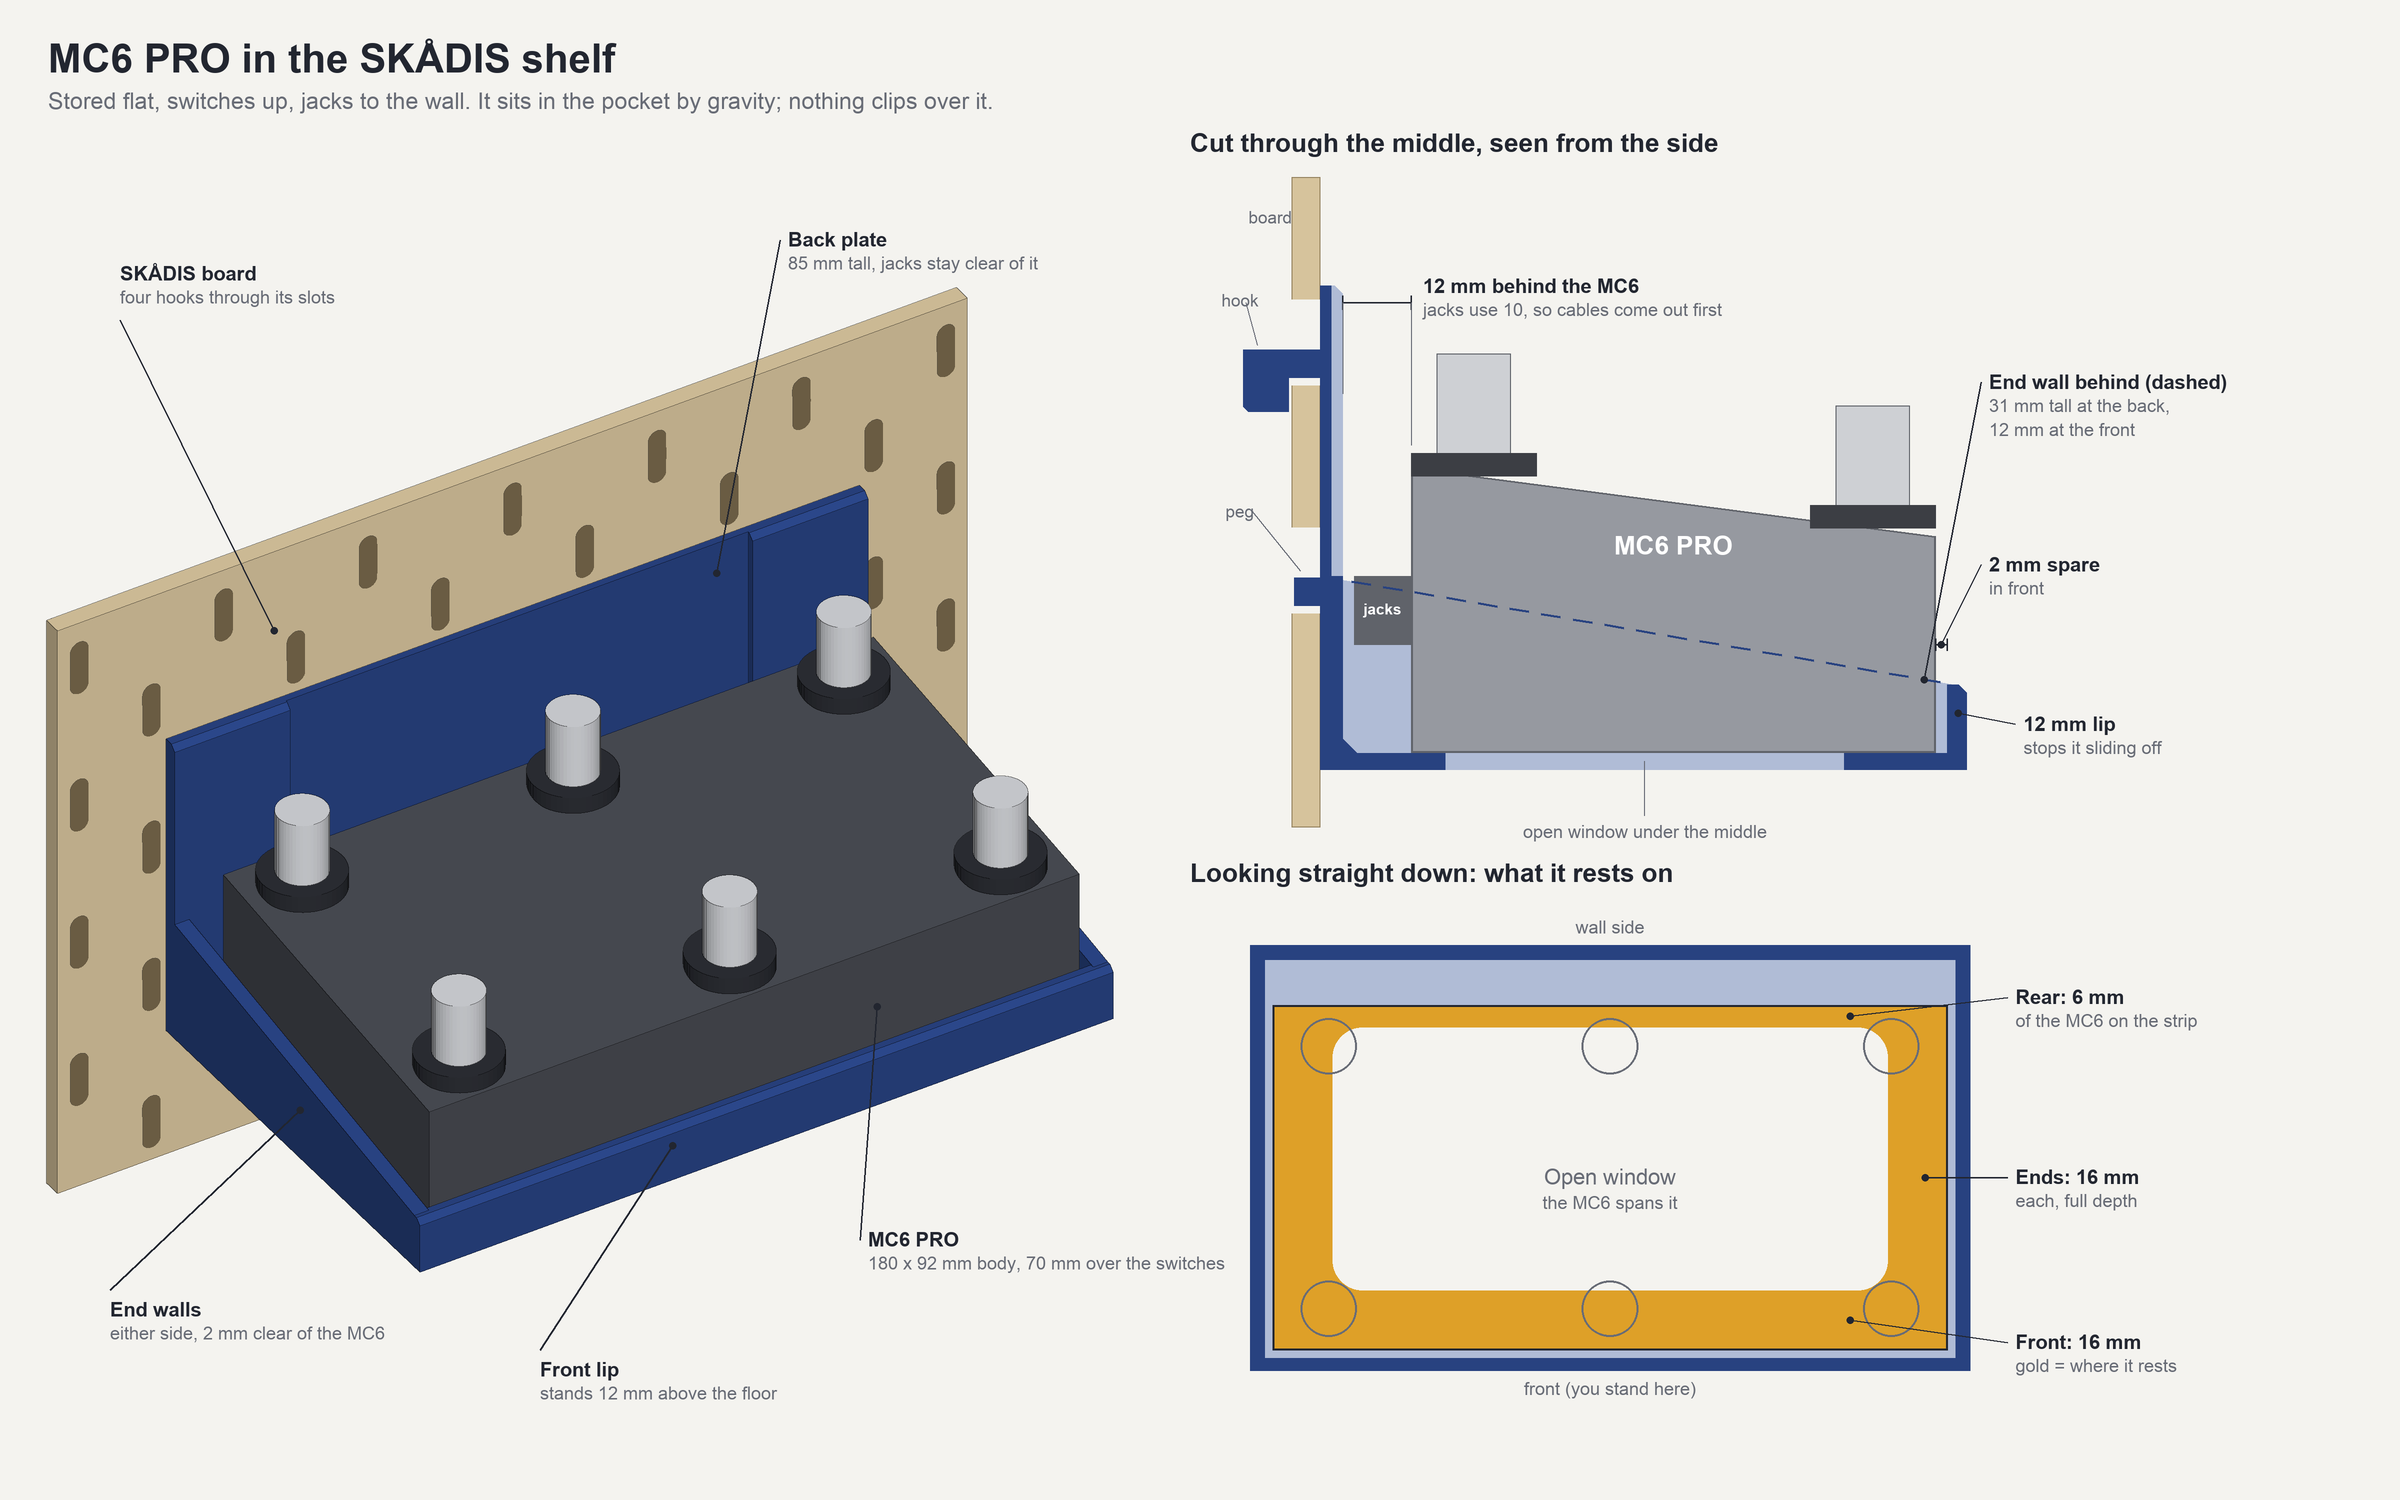 MC6 PRO in the SKÅDIS shelf
Stored flat, switches up, jacks to the wall. It sits in the pocket by gravity; nothing clips over it.
SKÅDIS board
four hooks through its slots
Back plate
85 mm tall, jacks stay clear of it
End walls
either side, 2 mm clear of the MC6
Front lip
stands 12 mm above the floor
MC6 PRO
180 x 92 mm body, 70 mm over the switches
Cut through the middle, seen from the side
board
hook
peg
12 mm behind the MC6
jacks use 10, so cables come out first
MC6 PRO
jacks
End wall behind (dashed)
31 mm tall at the back,
12 mm at the front
2 mm spare
in front
12 mm lip
stops it sliding off
open window under the middle
Looking straight down: what it rests on
wall side
Rear: 6 mm
of the MC6 on the strip
Open window
the MC6 spans it
Ends: 16 mm
each, full depth
Front: 16 mm
gold = where it rests
front (you stand here)